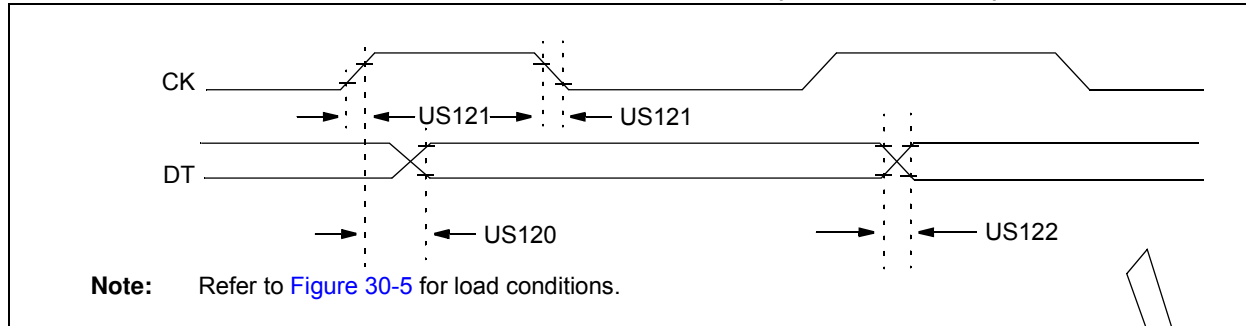 CK
US121
US121
DT
US120
US122
Note: Refer to Figure 30-5 for load conditions.